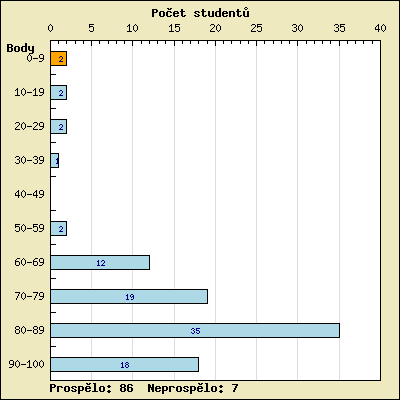 Počet studentů
0 5 10 15 20 25 30 35 40
Body
0-9 2
10-19 2
20-29 2
30-39 1
40-49
50-59 2
60-69 12
70-79 19
80-89 35
90-100 18
Prospělo: 86 Neprospělo: 7